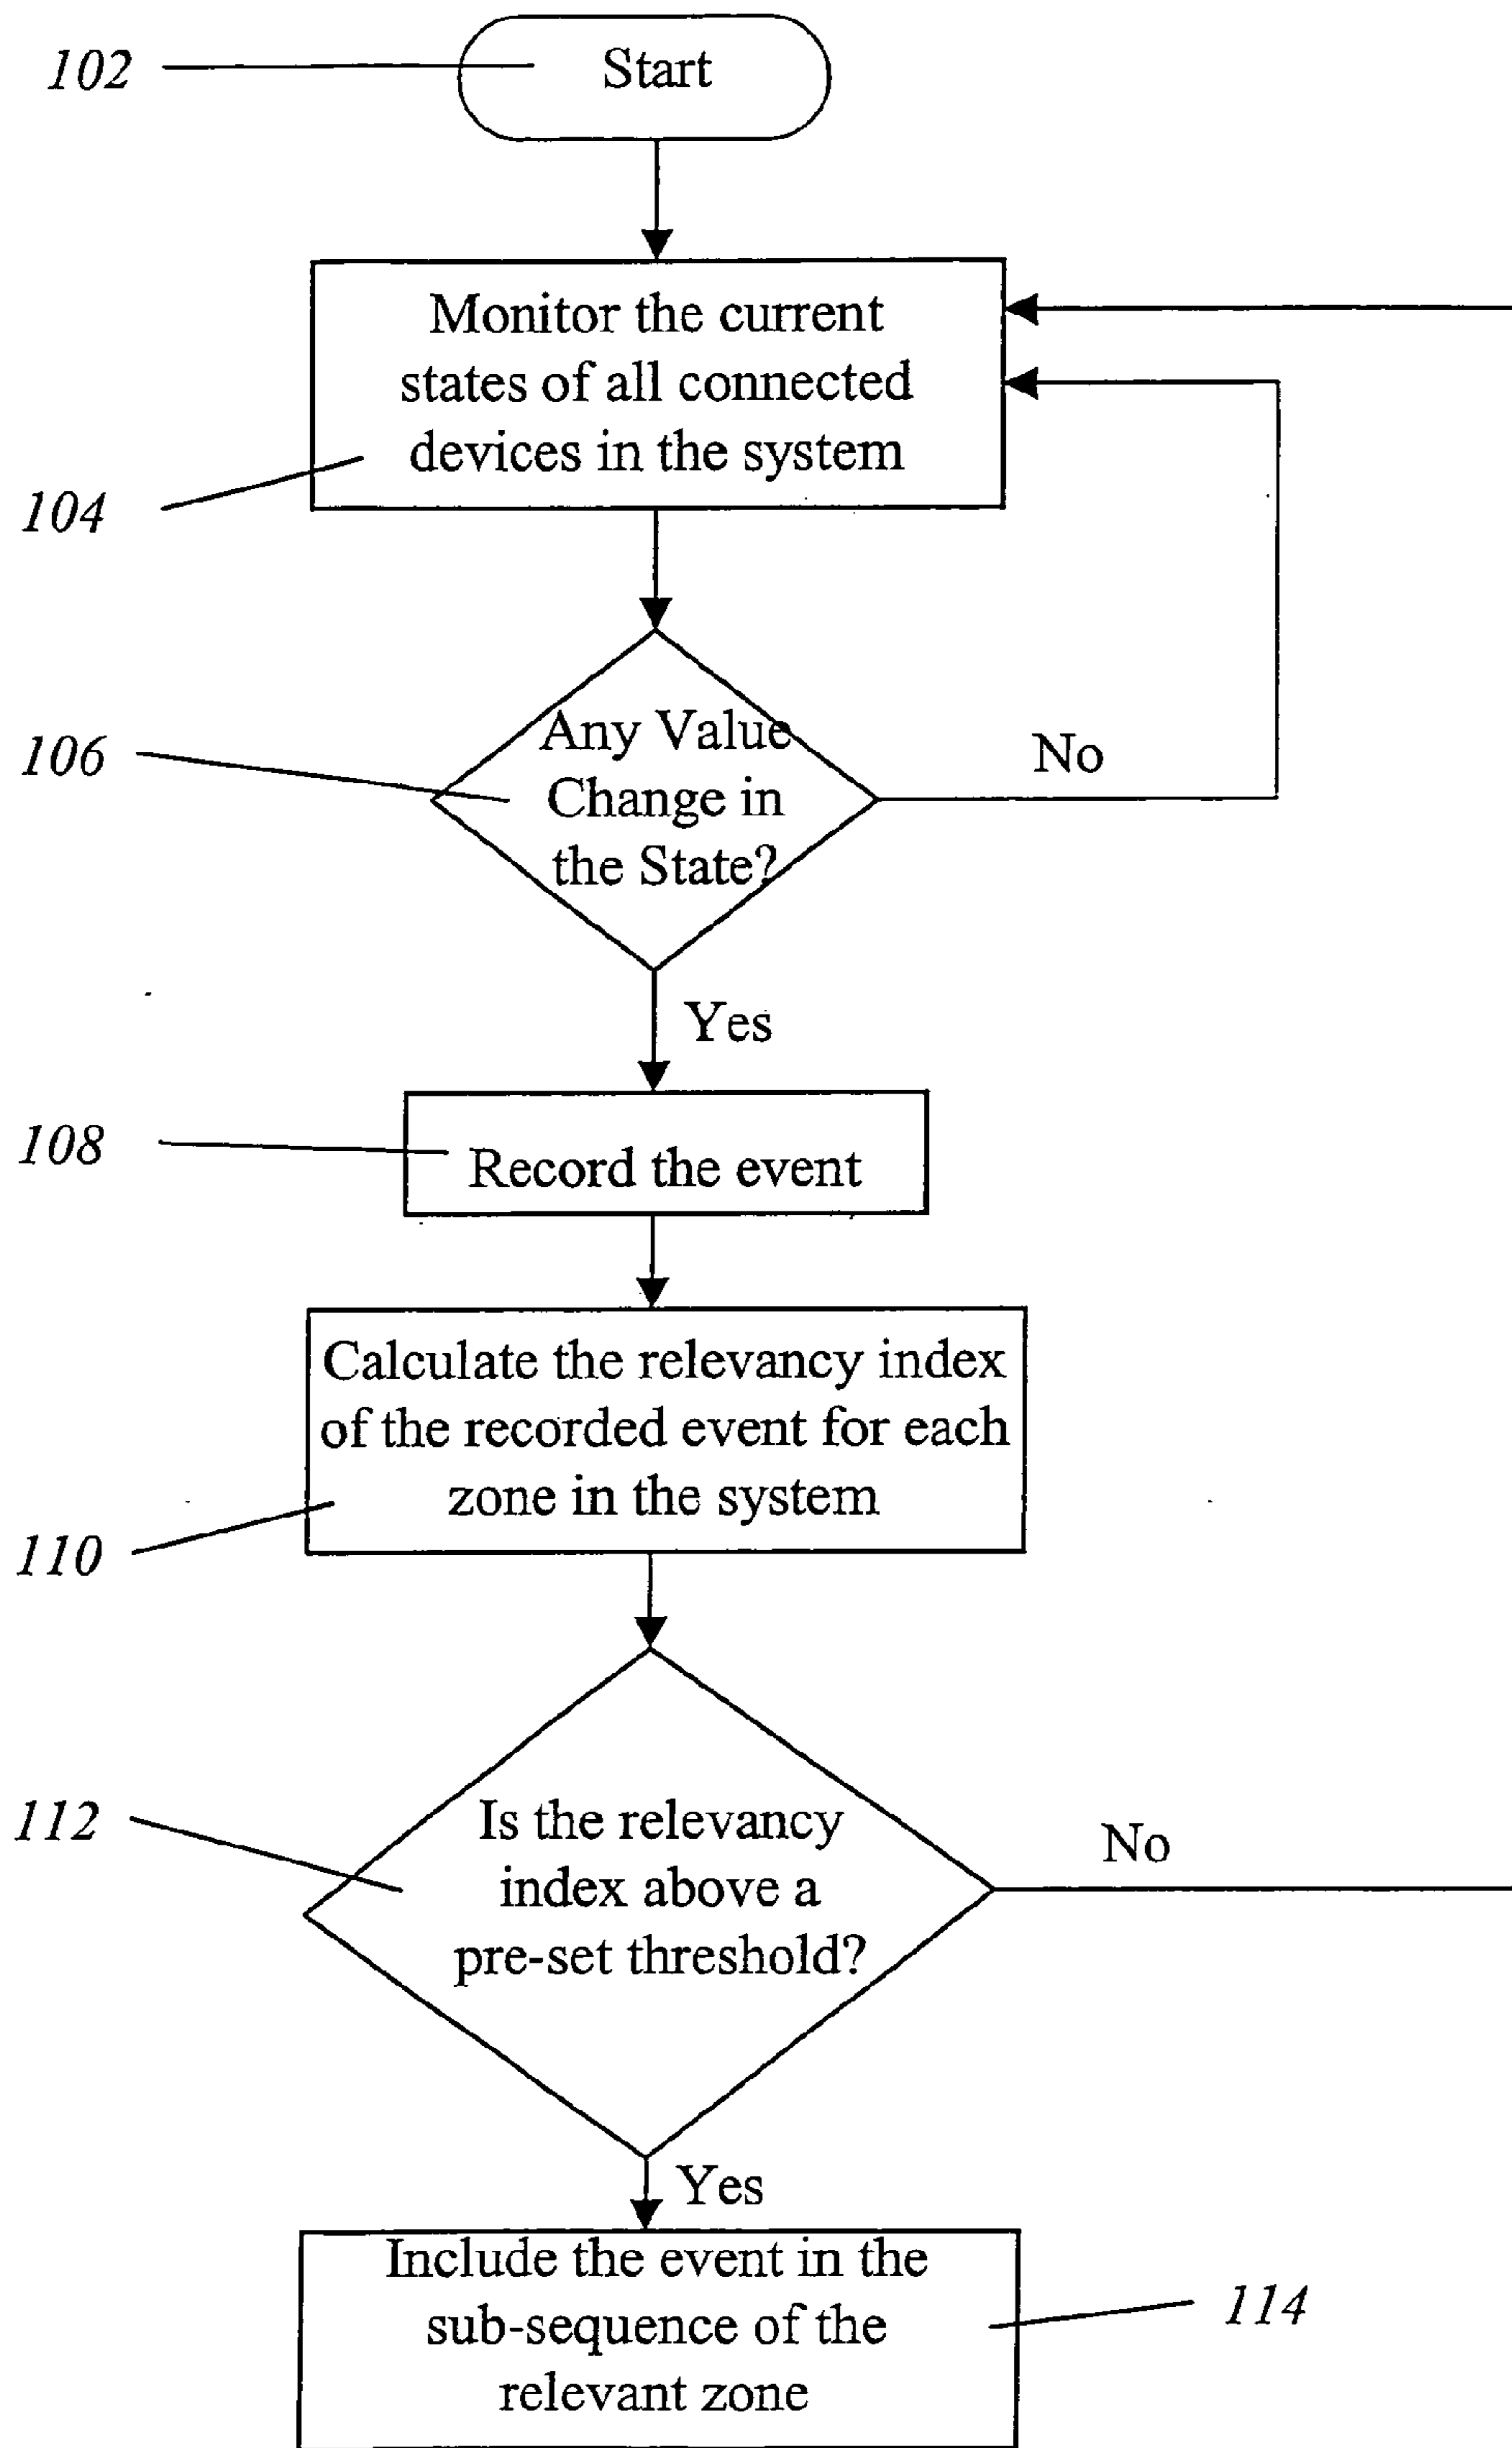 102
Start
Monitor the current
states of all connected
devices in the system
104
106
Any Value
Change in
the State?
No
Yes
108
Record the event
Calculate the relevancy index
of the recorded event for each
zone in the system
110
112
Is the relevancy
index above a
pre-set threshold?
No
Yes
Include the event in the
sub-sequence of the
relevant zone
114